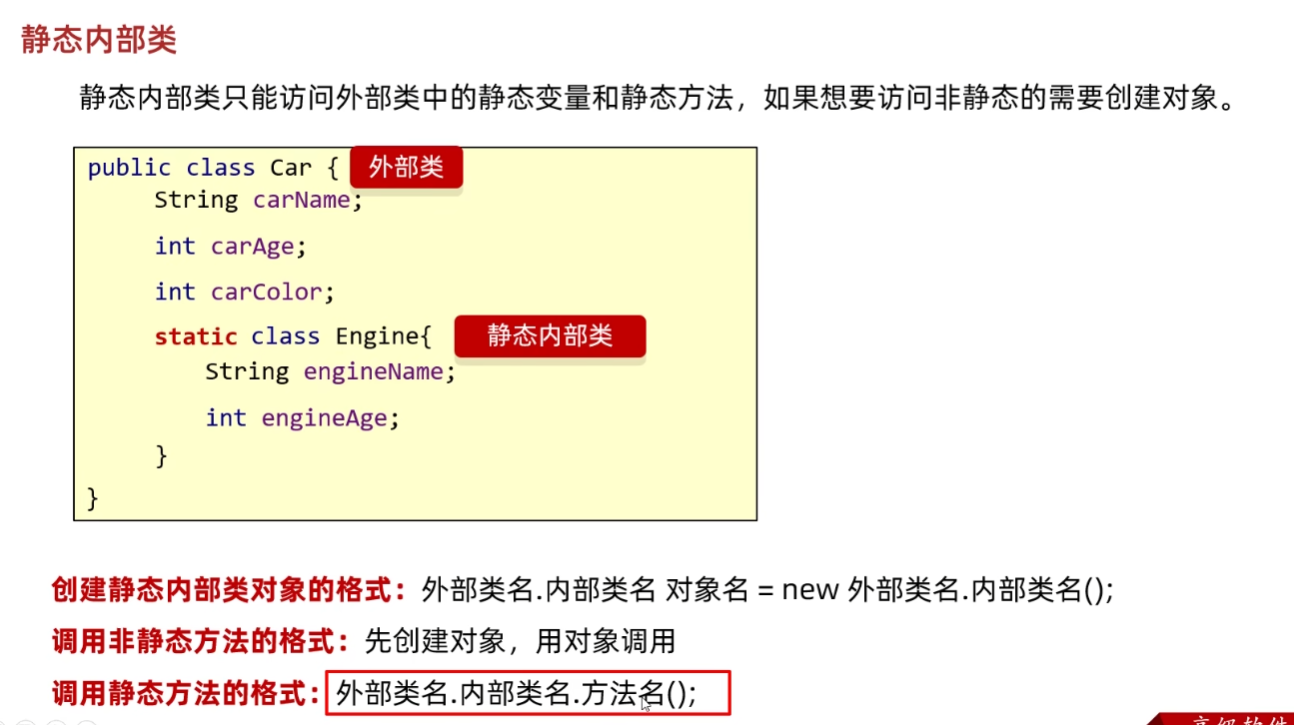 静态内部类
静态内部类只能访问外部类中的静态变量和静态方法，如果想要访问非静态的需要创建对象。
public class Car { 外部类
String carName;
int carAge;
int carColor;
static class Engine{ 静态内部类
String engineName;
int engineAge;
}
}
创建静态内部类对象的格式：外部类名.内部类名 对象名 = new 外部类名.内部类名();
调用非静态方法的格式：先创建对象，用对象调用
调用静态方法的格式：外部类名.内部类名.方法名();